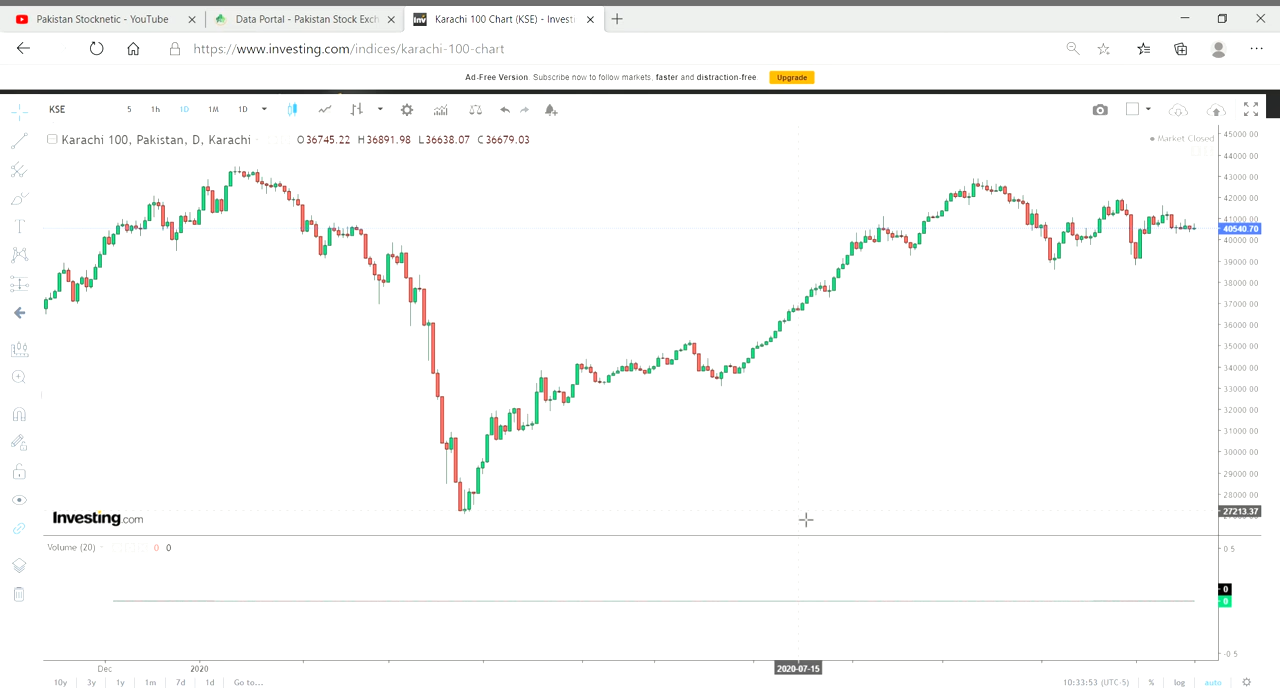 Pakistan Stocknetic - YouTube
Data Portal - Pakistan Stock Exch
Karachi 100 Chart (KSE) - Investi
https://www.investing.com/indices/karachi-100-chart
Ad-Free Version. Subscribe now to follow markets, faster and distraction-free. Upgrade
KSE 5 1h 1D 1M 1D
Karachi 100, Pakistan, D, Karachi O36745.22 H36891.98 L36638.07 C36679.03
Market Closed
45000 00
44000 00
43000 00
42000 00
41000 00
40540.70
40000 00
39000 00
38000 00
37000 00
36000 00
35000 00
34000 00
33000 00
32000 00
31000 00
30000 00
29000 00
28000 00
27213.37
Investing.com
Volume (20) 0 0
0 5
0
0
-0 5
Dec 2020 2020-07-15
10y 3y 1y 1m 7d 1d Go to... 10:33:53 (UTC-5) % log auto